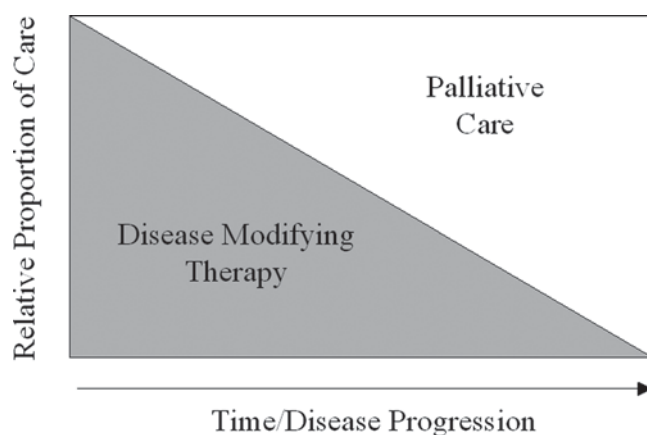 Relative Proportion of Care
Palliative
Care
Disease Modifying
Therapy
Time/Disease Progression